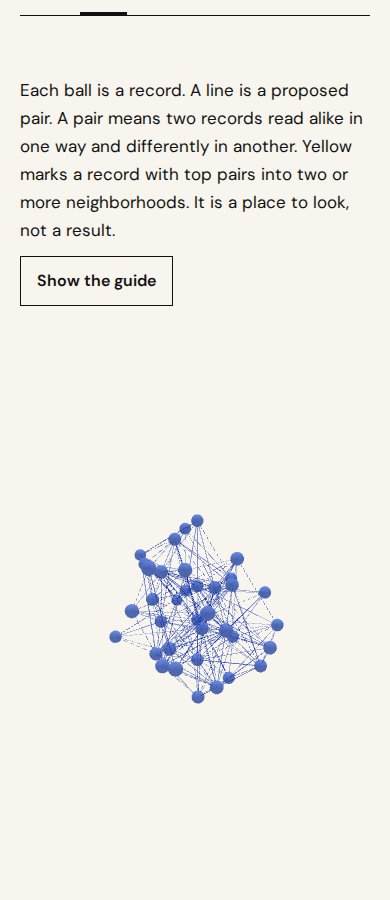 Each ball is a record. A line is a proposed
pair. A pair means two records read alike in
one way and differently in another. Yellow
marks a record with top pairs into two or
more neighborhoods. It is a place to look,
not a result.
Show the guide